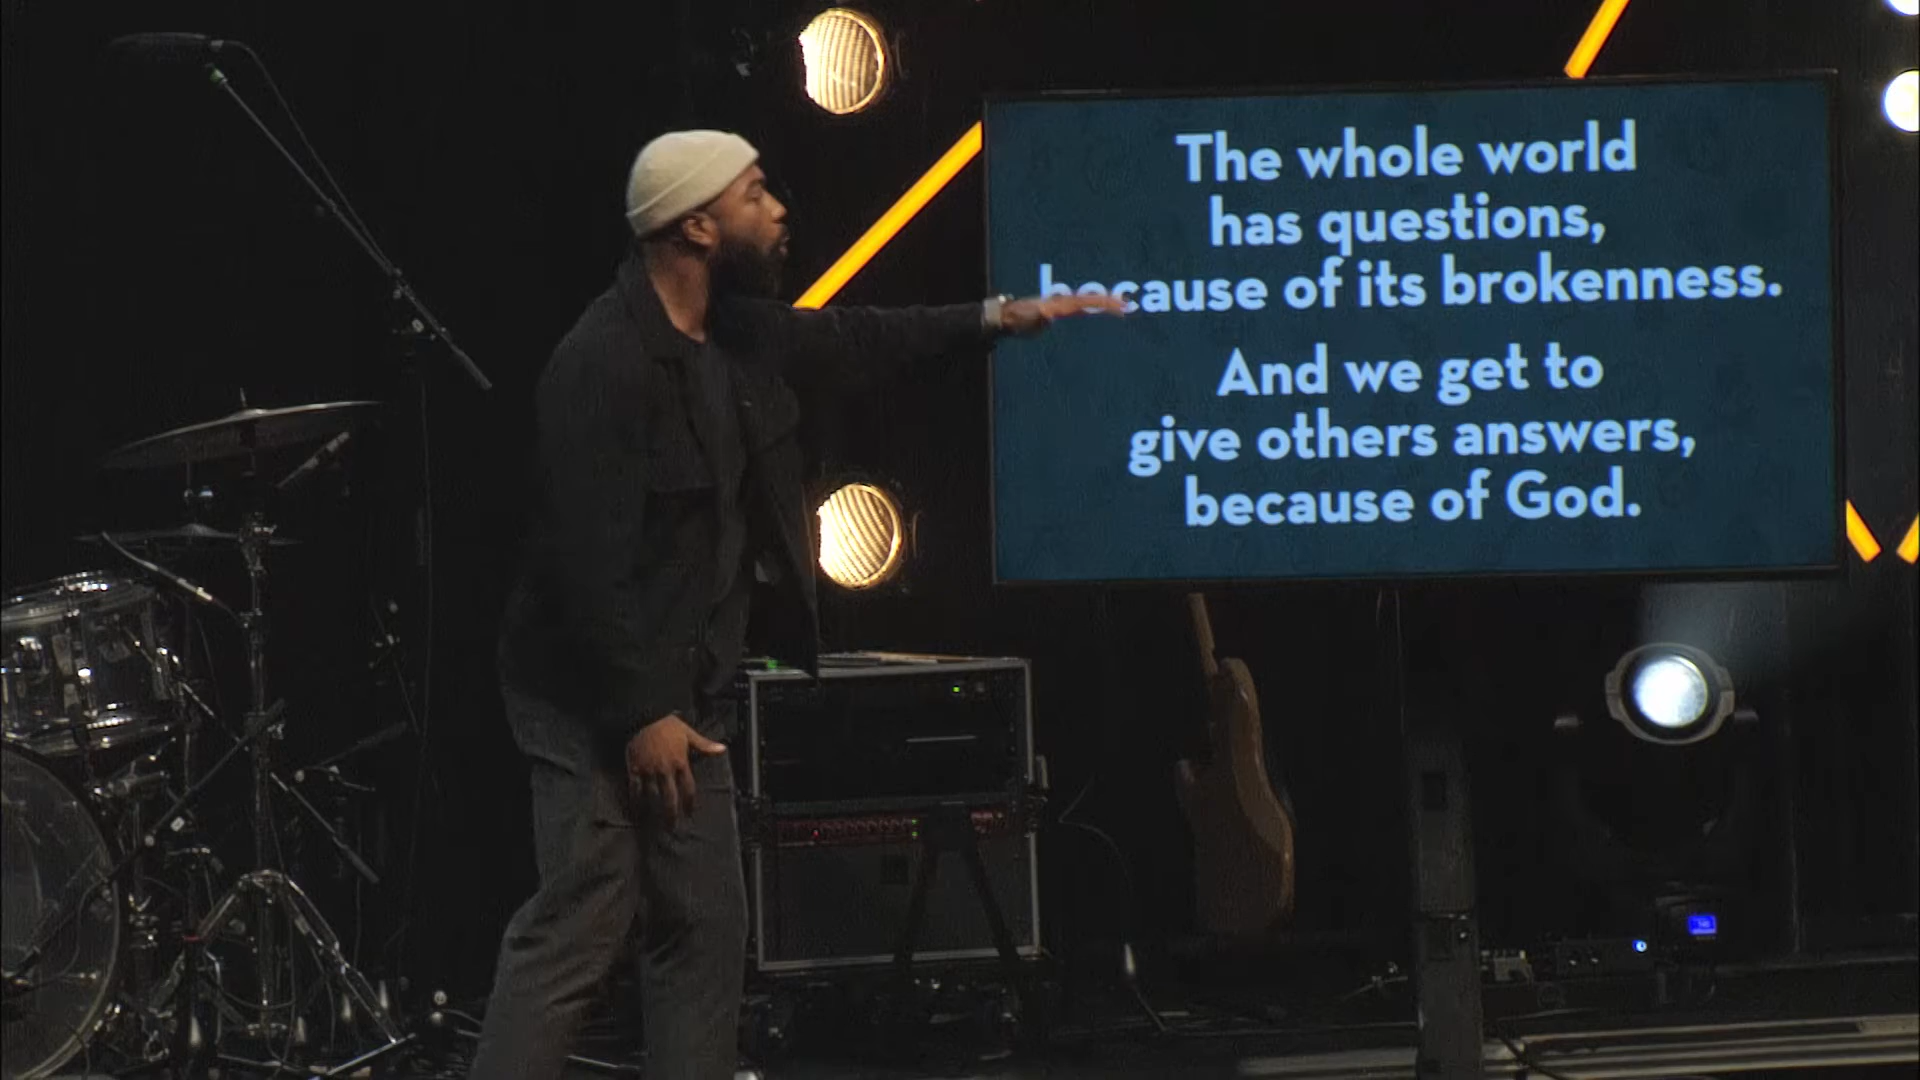 The whole world
has questions,
because of its brokenness.
And we get to
give others answers,
because of God.